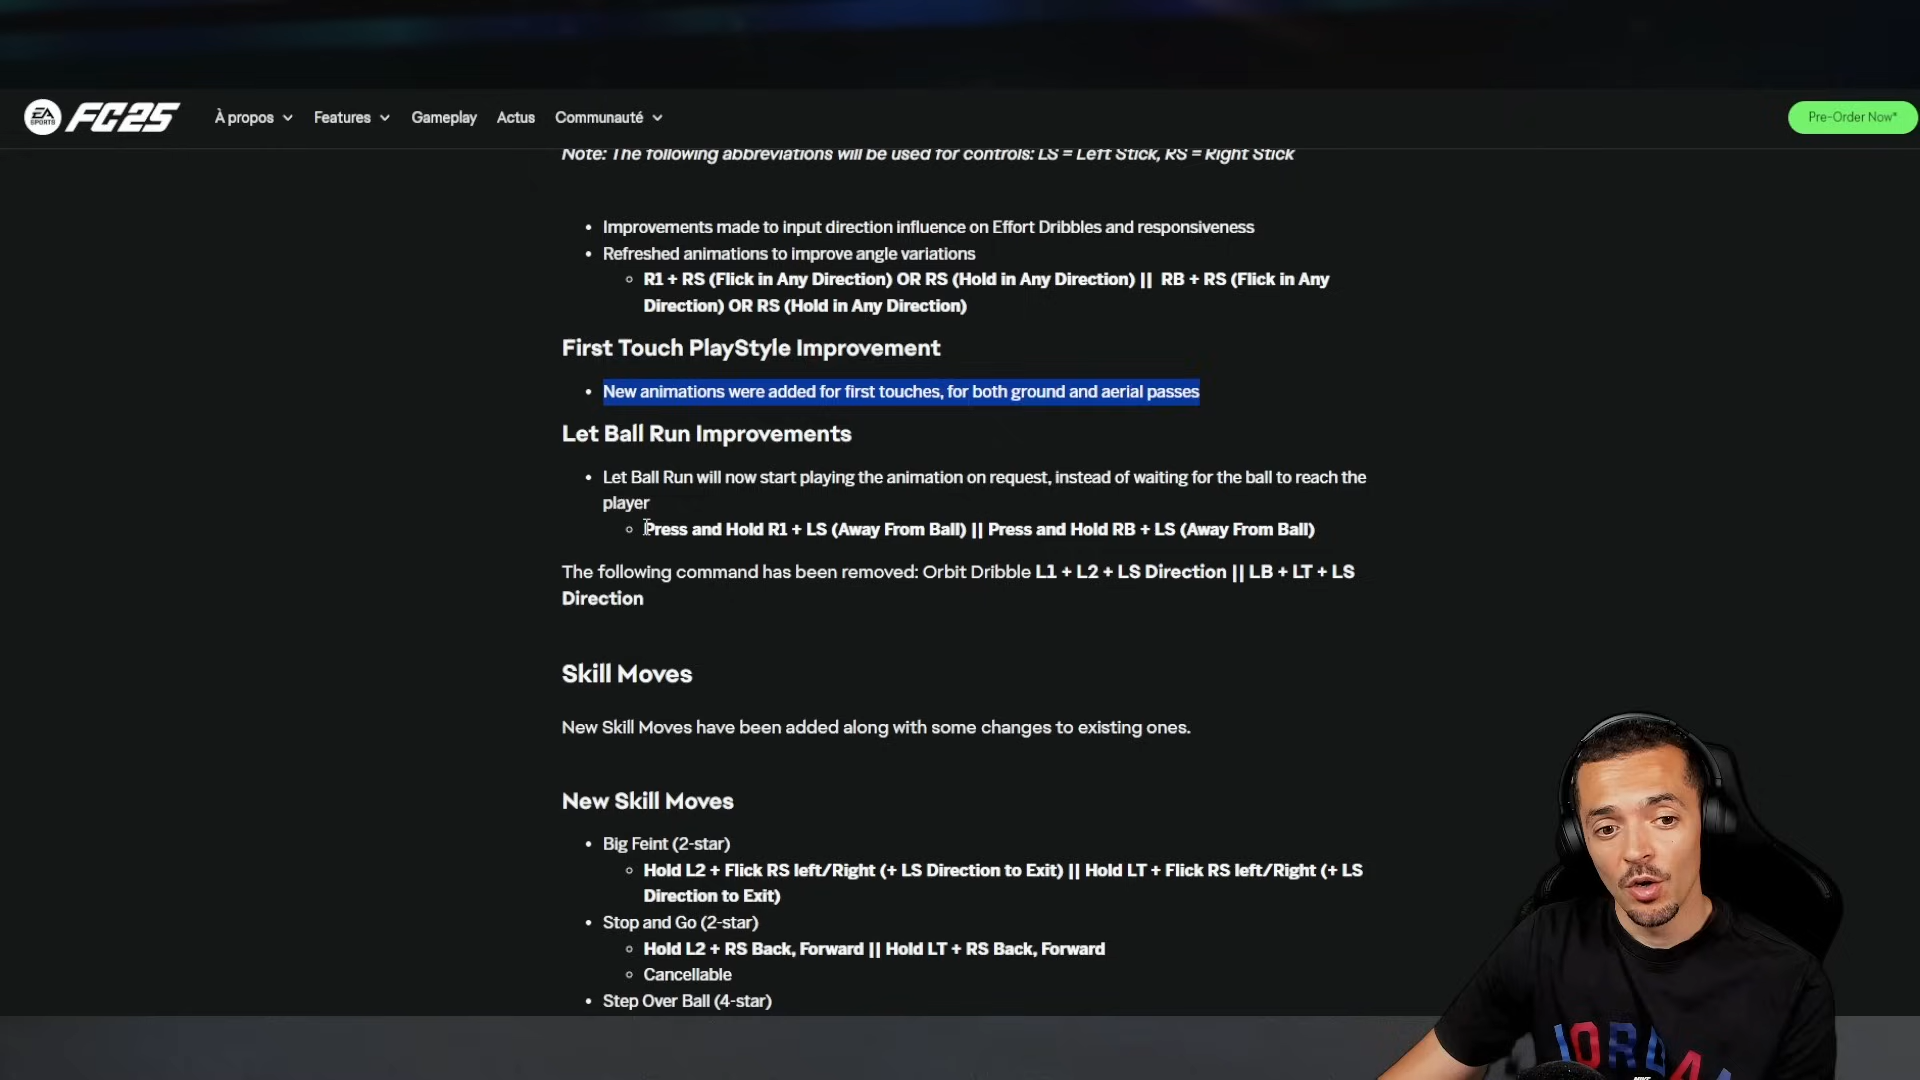 EA SPORTS FC25
À propos Features Gameplay Actus Communauté Pre-Order Now*
Note: The following abbreviations will be used for controls: LS = Left Stick, RS = Right Stick
• Improvements made to input direction influence on Effort Dribbles and responsiveness
• Refreshed animations to improve angle variations
◦ R1 + RS (Flick in Any Direction) OR RS (Hold in Any Direction) || RB + RS (Flick in Any
Direction) OR RS (Hold in Any Direction)
First Touch PlayStyle Improvement
• New animations were added for first touches, for both ground and aerial passes
Let Ball Run Improvements
• Let Ball Run will now start playing the animation on request, instead of waiting for the ball to reach the
player
◦ Press and Hold R1 + LS (Away From Ball) || Press and Hold RB + LS (Away From Ball)
The following command has been removed: Orbit Dribble L1 + L2 + LS Direction || LB + LT + LS
Direction
Skill Moves
New Skill Moves have been added along with some changes to existing ones.
New Skill Moves
• Big Feint (2-star)
◦ Hold L2 + Flick RS left/Right (+ LS Direction to Exit) || Hold LT + Flick RS left/Right (+ LS
Direction to Exit)
• Stop and Go (2-star)
◦ Hold L2 + RS Back, Forward || Hold LT + RS Back, Forward
◦ Cancellable
• Step Over Ball (4-star)
JORDA